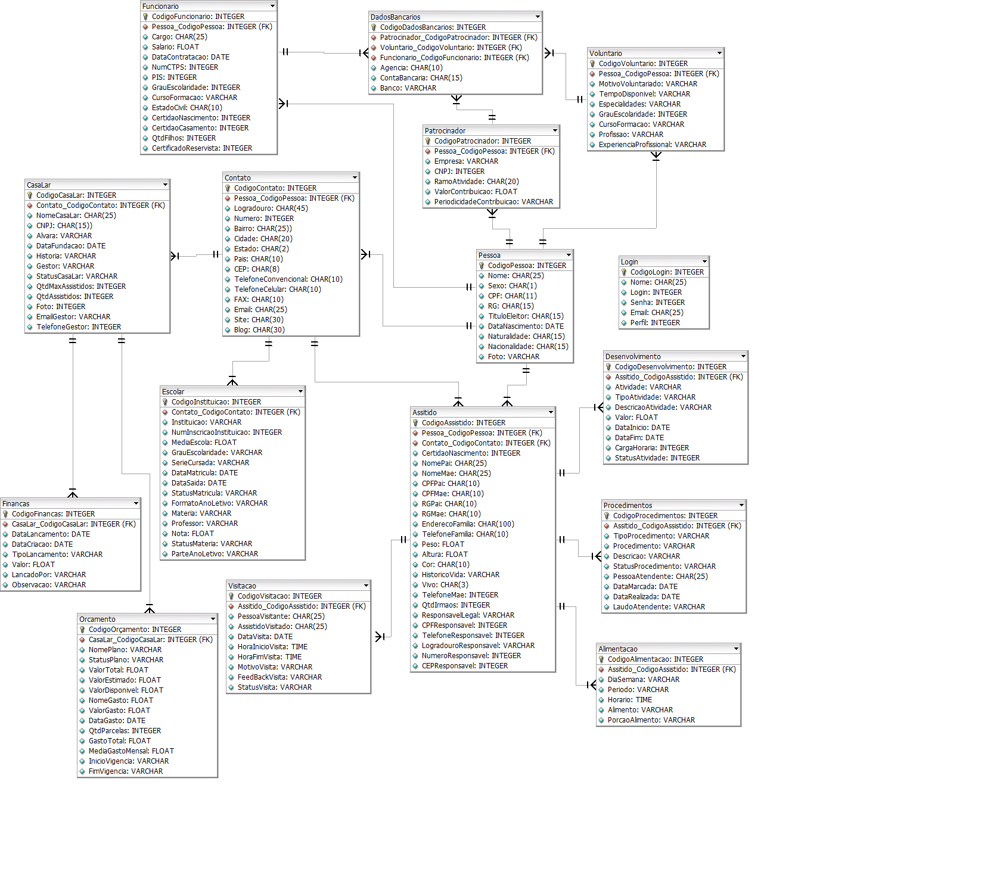 Funcionario
CodigoFuncionario: INTEGER
Pessoa_CodigoPessoa: INTEGER (FK)
Cargo: CHAR(25)
Salario: FLOAT
DataContratacao: DATE
NumCTPS: INTEGER
PIS: INTEGER
GrauEscolaridade: INTEGER
CursoFormacao: VARCHAR
EstadoCivil: CHAR(10)
CertidaoNascimento: INTEGER
CertidaoCasamento: INTEGER
QtdFilhos: INTEGER
CertificadoReservista: INTEGER
DadosBancarios
CodigoDadosBancarios: INTEGER
Patrocinador_CodigoPatrocinador: INTEGER (FK)
Voluntario_CodigoVoluntario: INTEGER (FK)
Funcionario_CodigoFuncionario: INTEGER (FK)
Agencia: CHAR(10)
ContaBancaria: CHAR(15)
Banco: VARCHAR
Voluntario
CodigoVoluntario: INTEGER
Pessoa_CodigoPessoa: INTEGER (FK)
MotivoVoluntariado: VARCHAR
TempoDisponivel: VARCHAR
Especialidades: VARCHAR
GrauEscolaridade: INTEGER
CursoFormacao: VARCHAR
Profissao: VARCHAR
ExperienciaProfissional: VARCHAR
Patrocinador
CodigoPatrocinador: INTEGER
Pessoa_CodigoPessoa: INTEGER (FK)
Empresa: VARCHAR
CNPJ: INTEGER
RamoAtividade: CHAR(20)
ValorContribuicao: FLOAT
PeriodicidadeContribuicao: VARCHAR
CasaLar
CodigoCasaLar: INTEGER
Contato_CodigoContato: INTEGER (FK)
NomeCasaLar: CHAR(25)
CNPJ: CHAR(15))
Alvara: VARCHAR
DataFundacao: DATE
Historia: VARCHAR
Gestor: VARCHAR
StatusCasaLar: VARCHAR
QtdMaxAssistidos: INTEGER
QtdAssistidos: INTEGER
Foto: INTEGER
EmailGestor: VARCHAR
TelefoneGestor: INTEGER
Contato
CodigoContato: INTEGER
Pessoa_CodigoPessoa: INTEGER (FK)
Logradouro: CHAR(45)
Numero: INTEGER
Bairro: CHAR(25))
Cidade: CHAR(20)
Estado: CHAR(2)
Pais: CHAR(10)
CEP: CHAR(8)
TelefoneConvencional: CHAR(10)
TelefoneCelular: CHAR(10)
FAX: CHAR(10)
Email: CHAR(25)
Site: CHAR(30)
Blog: CHAR(30)
Pessoa
CodigoPessoa: INTEGER
Nome: CHAR(25)
Sexo: CHAR(1)
CPF: CHAR(11)
RG: CHAR(15)
TituloEleitor: CHAR(15)
DataNascimento: DATE
Naturalidade: CHAR(15)
Nacionalidade: CHAR(15)
Foto: VARCHAR
Login
CodigoLogin: INTEGER
Nome: CHAR(25)
Login: INTEGER
Senha: INTEGER
Email: CHAR(25)
Perfil: INTEGER
Desenvolvimento
CodigoDesenvolvimento: INTEGER
Assitido_CodigoAssistido: INTEGER (FK)
Atividade: VARCHAR
TipoAtividade: VARCHAR
DescricaoAtividade: VARCHAR
Valor: FLOAT
DataInicio: DATE
DataFim: DATE
CargaHoraria: INTEGER
StatusAtividade: INTEGER
Escolar
CodigoInstituicao: INTEGER
Contato_CodigoContato: INTEGER (FK)
Instituicao: VARCHAR
NumInscricaoInstituicao: INTEGER
MediaEscola: FLOAT
GrauEscolaridade: VARCHAR
SerieCursada: VARCHAR
DataMatricula: DATE
DataSaida: DATE
StatusMatricula: VARCHAR
FormatoAnoLetivo: VARCHAR
Materia: VARCHAR
Professor: VARCHAR
Nota: FLOAT
StatusMateria: VARCHAR
ParteAnoLetivo: VARCHAR
Assitido
CodigoAssistido: INTEGER
Pessoa_CodigoPessoa: INTEGER (FK)
Contato_CodigoContato: INTEGER (FK)
CertidaoNascimento: INTEGER
NomePai: CHAR(25)
NomeMae: CHAR(25)
CPFPai: CHAR(10)
CPFMae: CHAR(10)
RGPai: CHAR(10)
RGMae: CHAR(10)
EnderecoFamilia: CHAR(100)
TelefoneFamilia: CHAR(10)
Peso: FLOAT
Altura: FLOAT
Cor: CHAR(10)
HistoricoVida: VARCHAR
Vivo: CHAR(3)
TelefoneMae: INTEGER
QtdIrmaos: INTEGER
ResponsavelLegal: VARCHAR
CPFResponsavel: INTEGER
TelefoneResponsavel: INTEGER
LogradouroResponsavel: VARCHAR
NumeroResponsavel: INTEGER
CEPResponsavel: INTEGER
Financas
CodigoFinancas: INTEGER
CasaLar_CodigoCasaLar: INTEGER (FK)
DataLancamento: DATE
DataCriacao: DATE
TipoLancamento: VARCHAR
Valor: FLOAT
LancadoPor: VARCHAR
Observacao: VARCHAR
Procedimentos
CodigoProcedimentos: INTEGER
Assitido_CodigoAssistido: INTEGER (FK)
TipoProcedimento: VARCHAR
Procedimento: VARCHAR
Descricao: VARCHAR
StatusProcedimento: VARCHAR
PessoaAtendente: CHAR(25)
DataMarcada: DATE
DataRealizada: DATE
LaudoAtendente: VARCHAR
Visitacao
CodigoVisitacao: INTEGER
Assitido_CodigoAssistido: INTEGER (FK)
PessoaVisitante: CHAR(25)
AssistidoVisitado: CHAR(25)
DataVisita: DATE
HoraInicioVisita: TIME
HoraFimVisita: TIME
MotivoVisita: VARCHAR
FeedBackVisita: VARCHAR
StatusVisita: VARCHAR
Orcamento
CodigoOrçamento: INTEGER
CasaLar_CodigoCasaLar: INTEGER (FK)
NomePlano: VARCHAR
StatusPlano: VARCHAR
ValorTotal: FLOAT
ValorEstimado: FLOAT
ValorDisponivel: FLOAT
NomeGasto: FLOAT
ValorGasto: FLOAT
DataGasto: DATE
QtdParcelas: INTEGER
GastoTotal: FLOAT
MediaGastoMensal: FLOAT
InicioVigencia: VARCHAR
FimVigencia: VARCHAR
Alimentacao
CodigoAlimentacao: INTEGER
Assitido_CodigoAssistido: INTEGER (FK)
DiaSemana: VARCHAR
Periodo: VARCHAR
Horario: TIME
Alimento: VARCHAR
PorcaoAlimento: VARCHAR